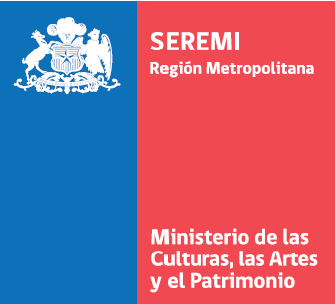 SEREMI
Región Metropolitana
Ministerio de las
Culturas, las Artes
y el Patrimonio